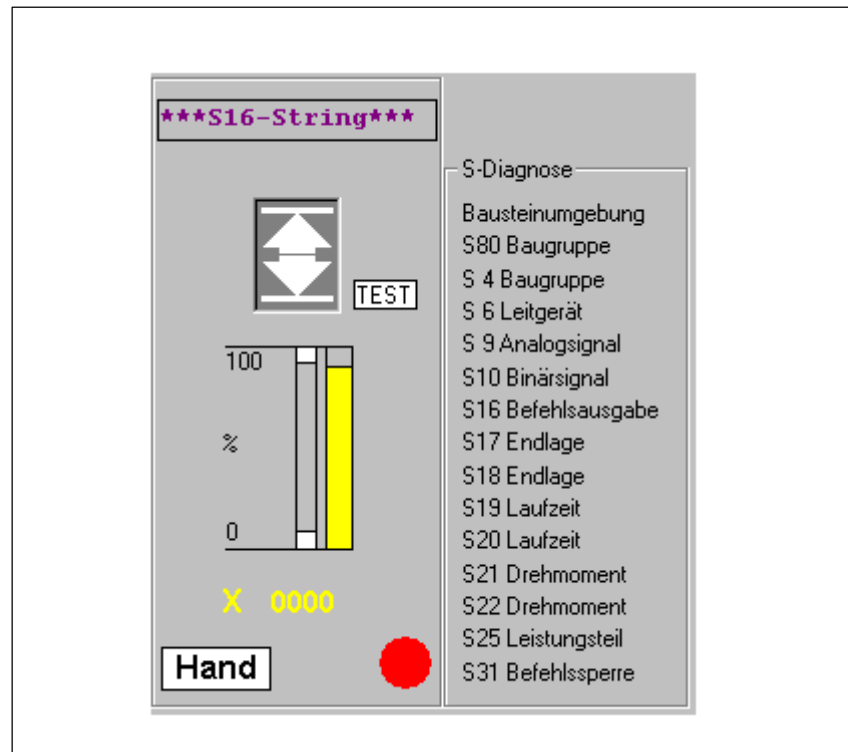 ***S16-String***
TEST
100
%
0
X 0000
Hand
S-Diagnose
Bausteinumgebung
S80 Baugruppe
S 4 Baugruppe
S 6 Leitgerät
S 9 Analogsignal
S10 Binärsignal
S16 Befehlsausgabe
S17 Endlage
S18 Endlage
S19 Laufzeit
S20 Laufzeit
S21 Drehmoment
S22 Drehmoment
S25 Leistungsteil
S31 Befehlssperre